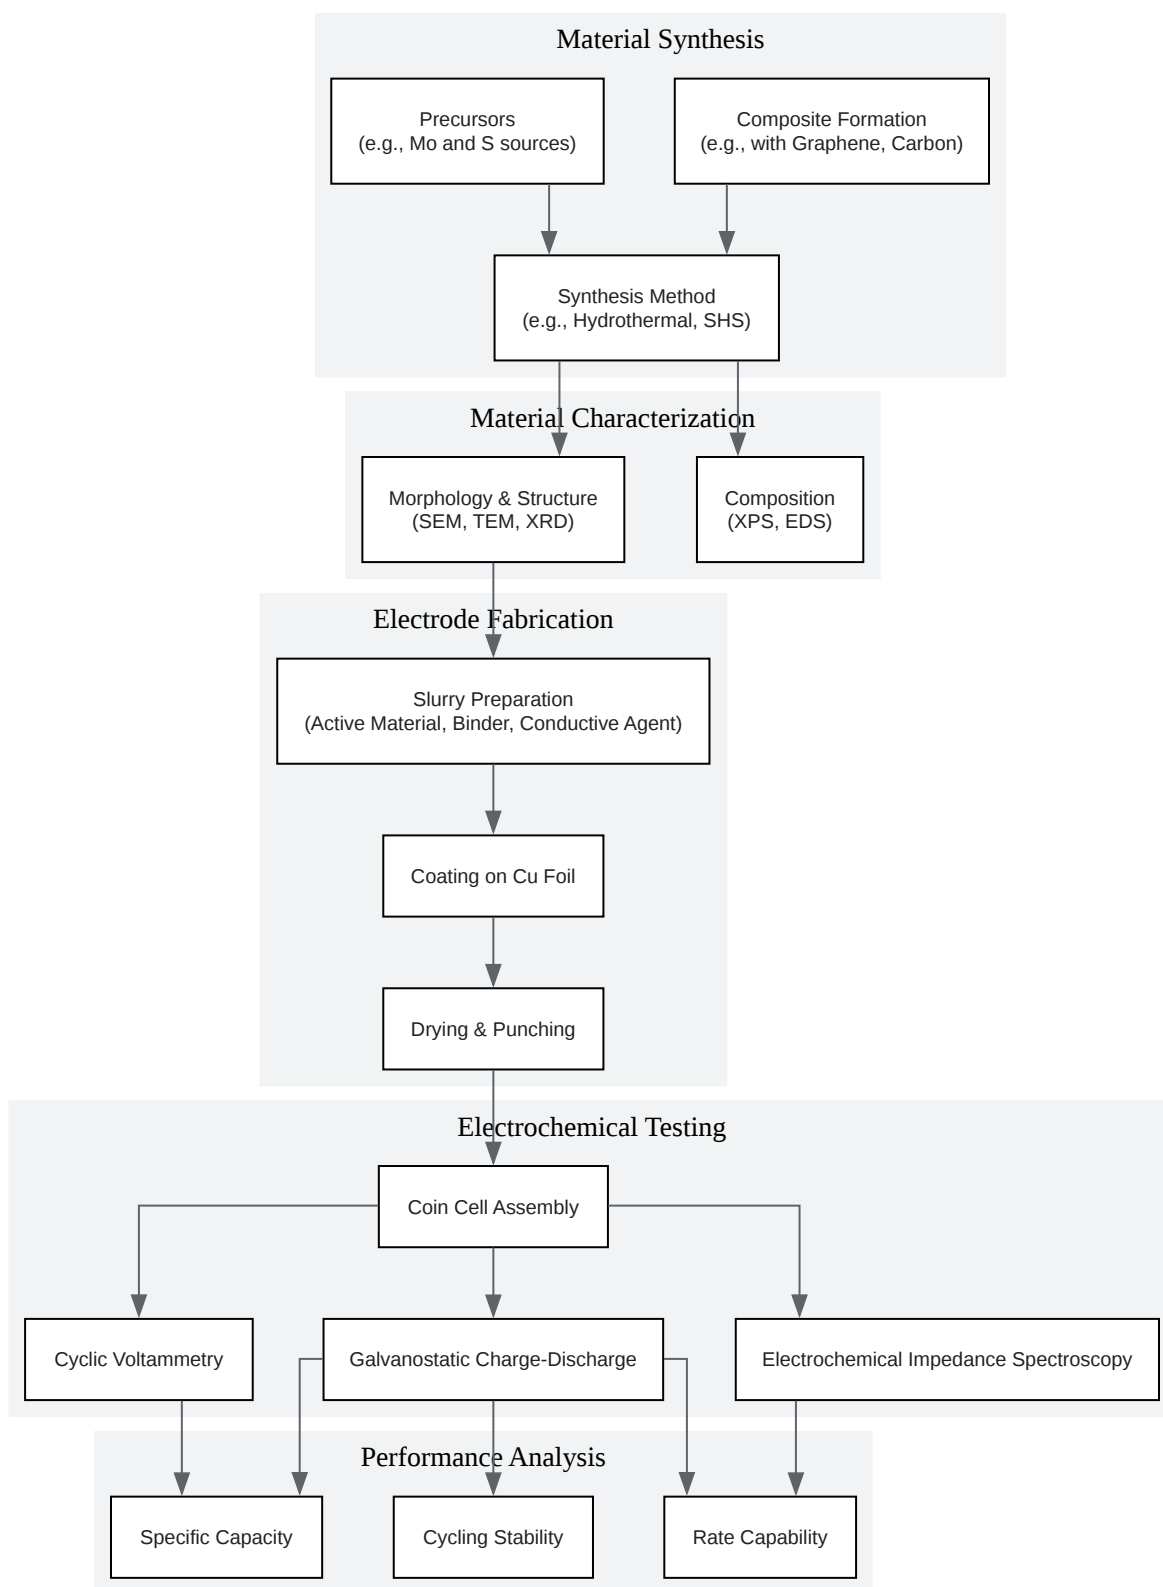 Material Synthesis
Precursors
(e.g., Mo and S sources)
Composite Formation
(e.g., with Graphene, Carbon)
Synthesis Method
(e.g., Hydrothermal, SHS)
Material Characterization
Morphology & Structure
(SEM, TEM, XRD)
Composition
(XPS, EDS)
Electrode Fabrication
Slurry Preparation
(Active Material, Binder, Conductive Agent)
Coating on Cu Foil
Drying & Punching
Electrochemical Testing
Coin Cell Assembly
Cyclic Voltammetry
Galvanostatic Charge-Discharge
Electrochemical Impedance Spectroscopy
Performance Analysis
Specific Capacity
Cycling Stability
Rate Capability